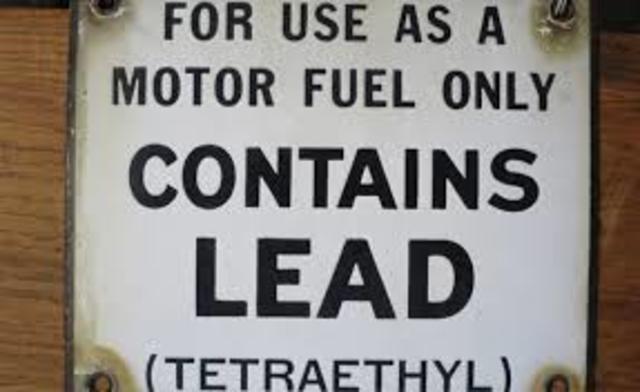 FOR USE AS A
MOTOR FUEL ONLY
CONTAINS
LEAD
(TETRAETHYL)